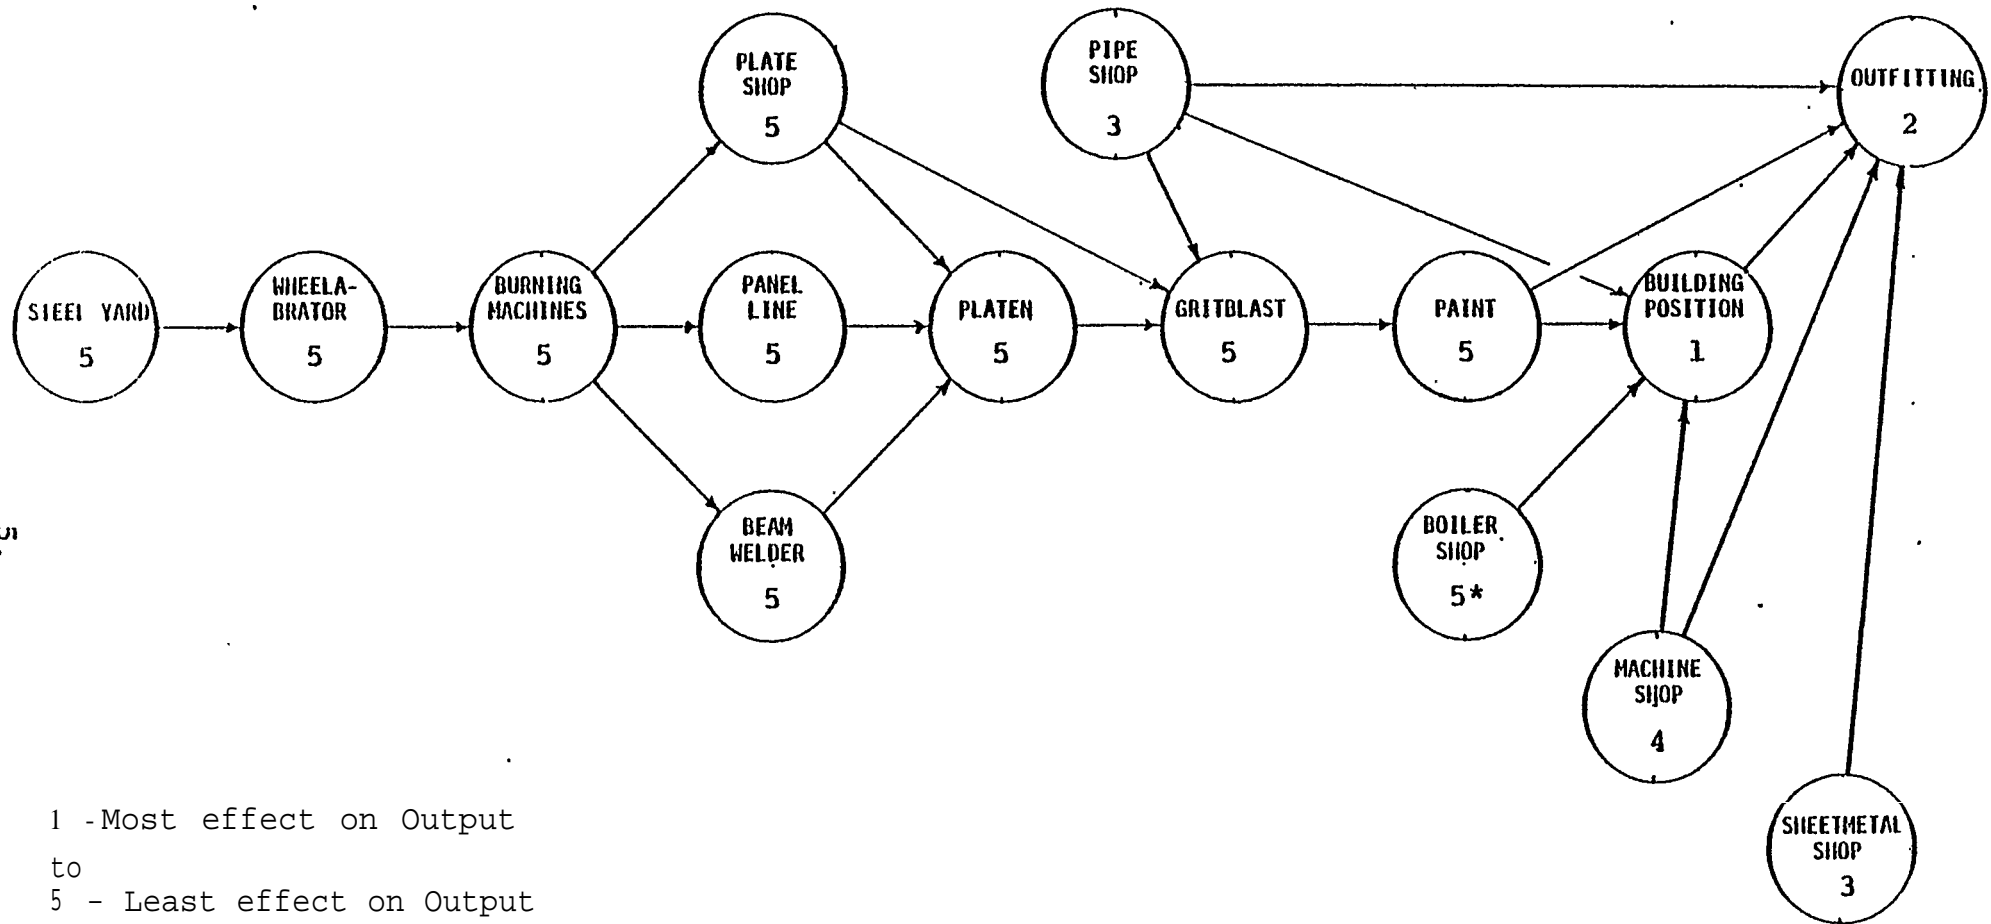 PLATE
SHOP
5
PIPE
SHOP
3
OUTFITTING
2
STEEL YARD
5
WHEELA-
BRATOR
5
BURNING
MACHINES
5
PANEL
LINE
5
PLATEN
5
GRITBLAST
5
PAINT
5
BUILDING
POSITION
1
BEAM
WELDER
5
BOILER
SHOP
5*
MACHINE
SHOP
4
SHEETMETAL
SHOP
3
1 -Most effect on Output
to
5 - Least effect on Output